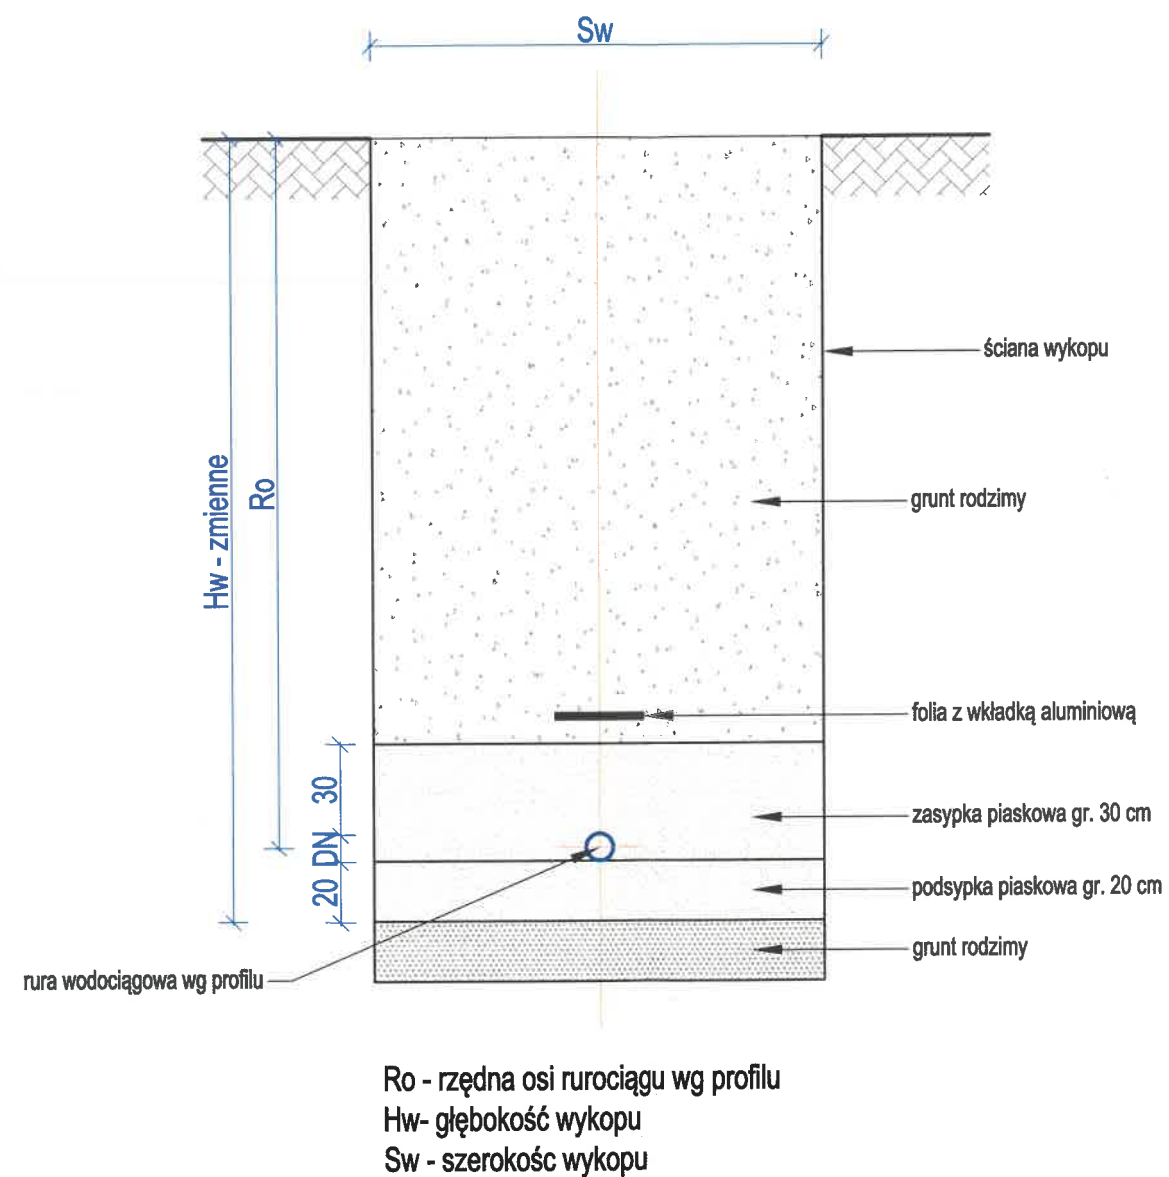 Sw
ściana wykopu
Hw - zmienne
Ro
grunt rodzimy
folia z wkładką aluminiową
30
zasypka piaskowa gr. 30 cm
DN
20
podsypka piaskowa gr. 20 cm
grunt rodzimy
rura wodociągowa wg profilu
Ro - rzędna osi rurociągu wg profilu
Hw- głębokość wykopu
Sw - szerokośc wykopu